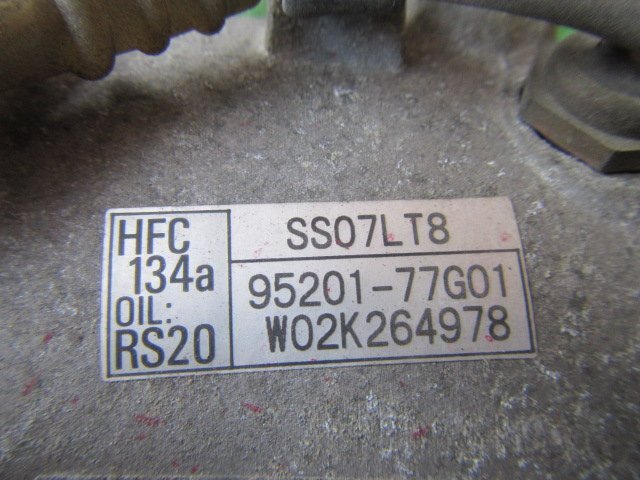 HFC
134a
OIL:
RS20
SS07LT8
95201-77G01
W02K264978